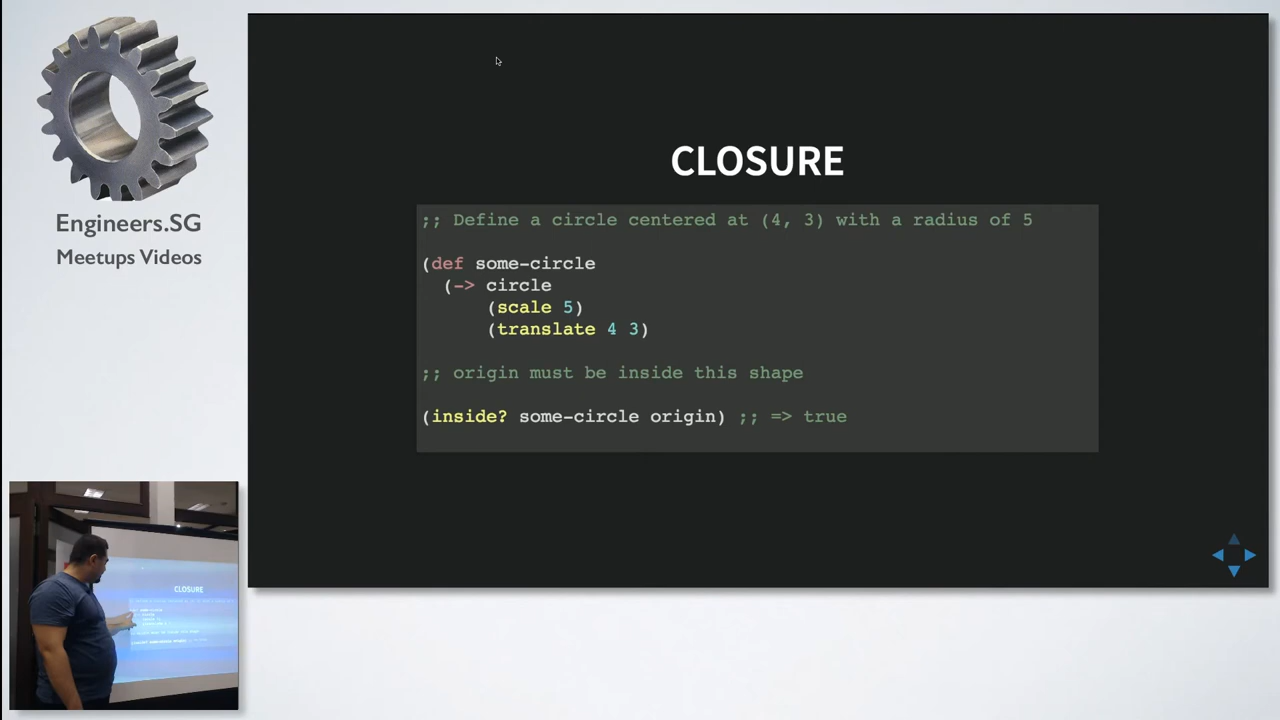 Engineers.SG
Meetups Videos
CLOSURE
;; Define a circle centered at (4, 3) with a radius of 5
(def some-circle
(-> circle
(scale 5)
(translate 4 3)
;; origin must be inside this shape
(inside? some-circle origin) ;; => true
CLOSURE